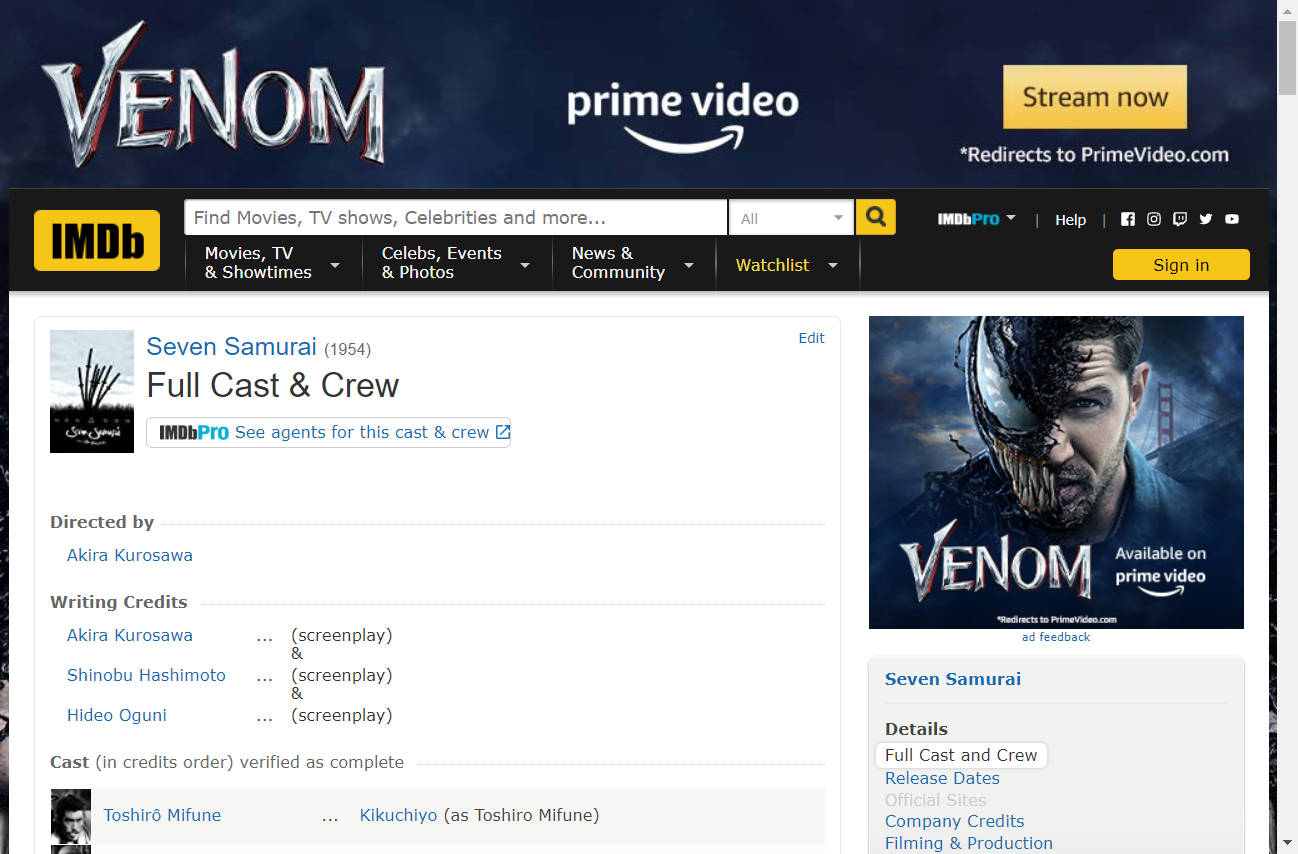 VENOM
prime video
Stream now
*Redirects to PrimeVideo.com
IMDb
Find Movies, TV shows, Celebrities and more...
All
IMDbPro
|
Help
|
Movies, TV
& Showtimes
Celebs, Events
& Photos
News &
Community
Watchlist
Sign in
Seven Samurai (1954)
Edit
Full Cast & Crew
IMDbPro See agents for this cast & crew
Seven Samurai
Directed by
Akira Kurosawa
Writing Credits
Akira Kurosawa ... (screenplay)
&
Shinobu Hashimoto ... (screenplay)
&
Hideo Oguni ... (screenplay)
Cast (in credits order) verified as complete
Toshirô Mifune ... Kikuchiyo (as Toshiro Mifune)
VENOM
Available on
prime video
*Redirects to PrimeVideo.com
ad feedback
Seven Samurai
Details
Full Cast and Crew
Release Dates
Official Sites
Company Credits
Filming & Production